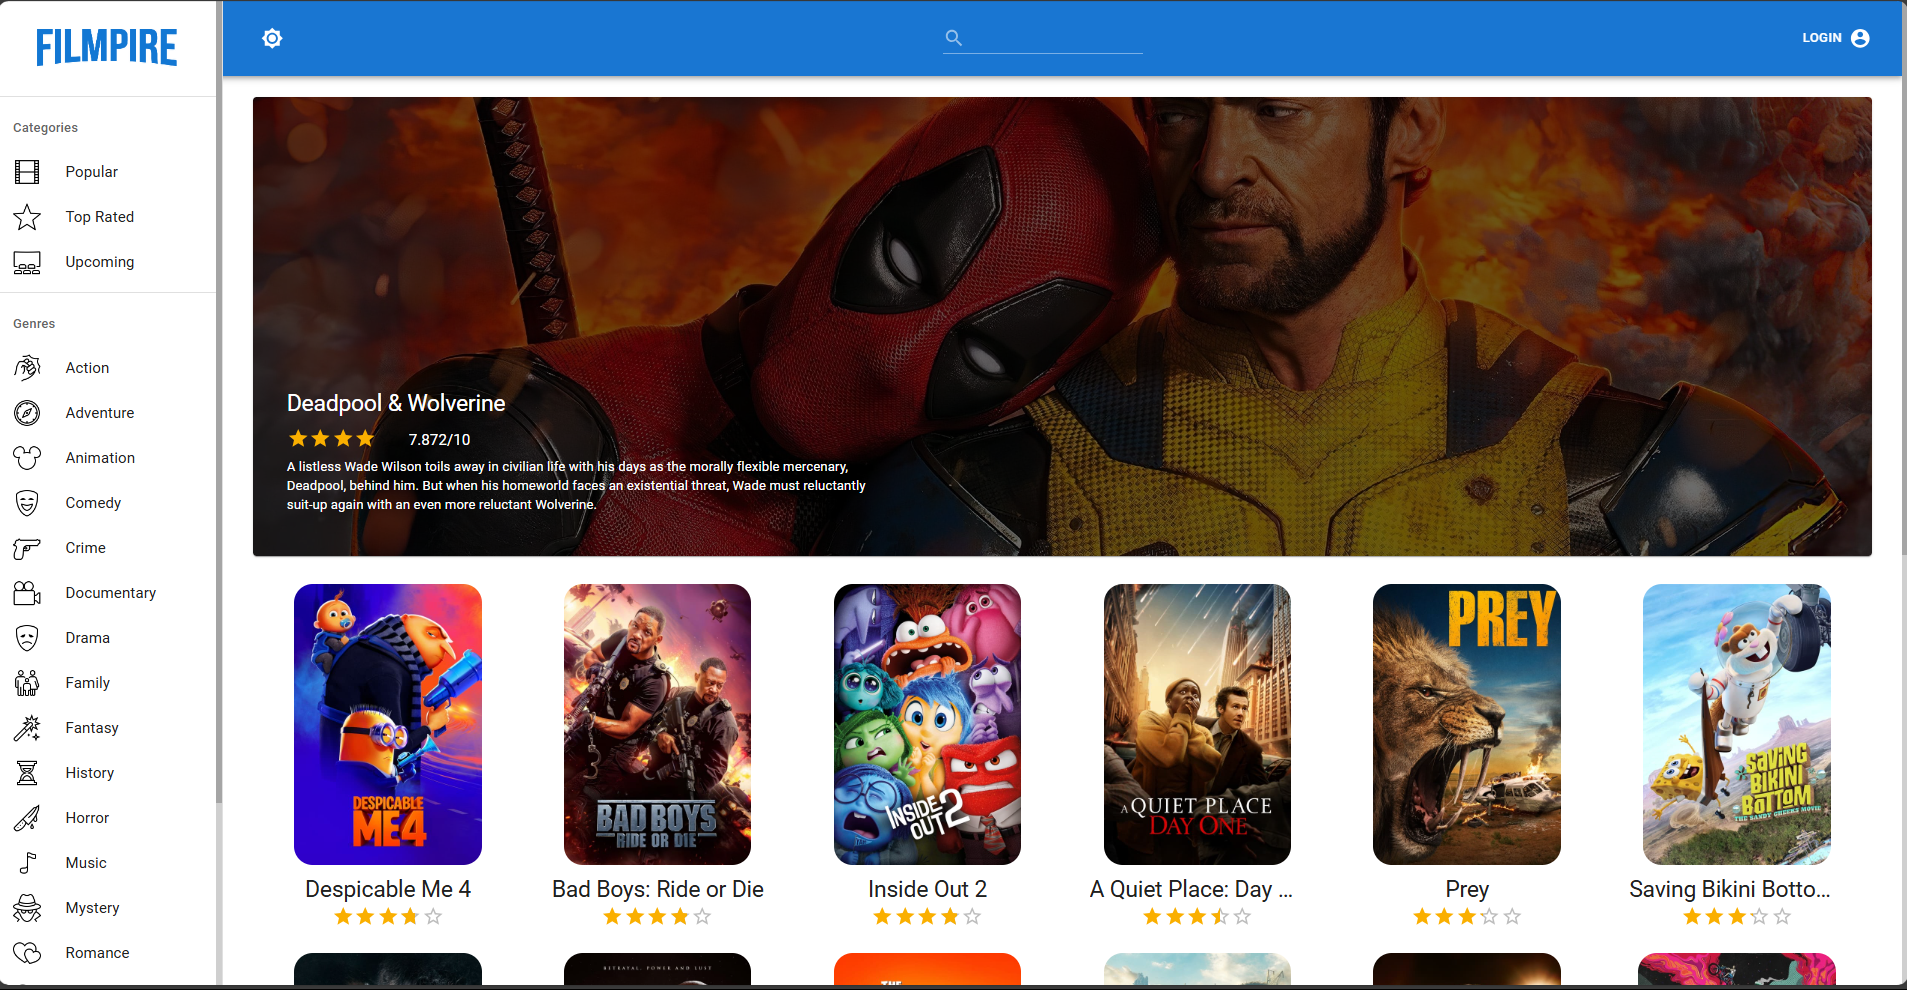 FILMPIRE
LOGIN
Categories
Popular
Top Rated
Upcoming
Genres
Action
Adventure
Animation
Comedy
Crime
Documentary
Drama
Family
Fantasy
History
Horror
Music
Mystery
Romance
Deadpool & Wolverine
7.872/10
A listless Wade Wilson toils away in civilian life with his days as the morally flexible mercenary,
Deadpool, behind him. But when his homeworld faces an existential threat, Wade must reluctantly
suit-up again with an even more reluctant Wolverine.
DESPICABLE
ME4
Despicable Me 4
BAD BOYS
RIDE OR DIE
Bad Boys: Ride or Die
INSIDE
OUT 2
Inside Out 2
A QUIET PLACE
DAY ONE
A Quiet Place: Day ...
PREY
Prey
SAVING
BIKINI
BOTTOM
THE SANDY CHEEKS MOVIE
Saving Bikini Botto...
BETRAYAL, POWER AND LUST
THE